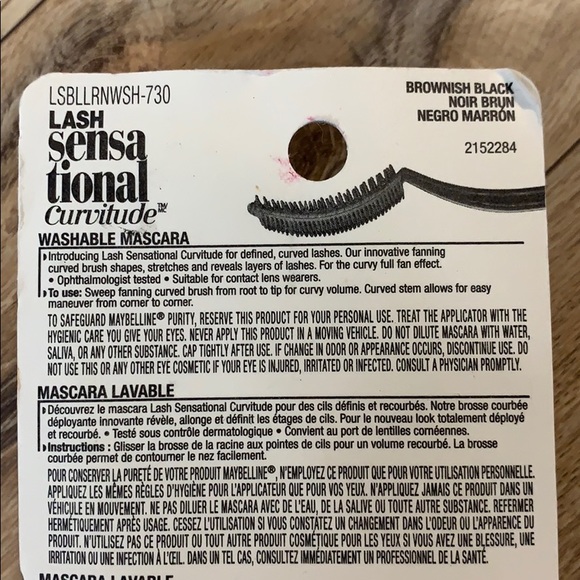 LSBLLRNWSH-730
LASH
sensa
tional
Curvitude™
MC
BROWNISH BLACK
NOIR BRUN
NEGRO MARRÓN
2152284
WASHABLE MASCARA
Introducing Lash Sensational Curvitude for defined, curved lashes. Our innovative fanning
curved brush shapes, stretches and reveals layers of lashes. For the curvy full fan effect.
• Ophthalmologist tested • Suitable for contact lens wearers.
To use: Sweep fanning curved brush from root to tip for curvy volume. Curved stem allows for easy
maneuver from corner to corner.
TO SAFEGUARD MAYBELLINE® PURITY, RESERVE THIS PRODUCT FOR YOUR PERSONAL USE. TREAT THE APPLICATOR WITH THE
HYGIENIC CARE YOU GIVE YOUR EYES. NEVER APPLY THIS PRODUCT IN A MOVING VEHICLE. DO NOT DILUTE MASCARA WITH WATER,
SALIVA, OR ANY OTHER SUBSTANCE. CAP TIGHTLY AFTER USE. IF CHANGE IN ODOR OR APPEARANCE OCCURS, DISCONTINUE USE. DO
NOT USE THIS OR ANY OTHER EYE COSMETIC IF YOUR EYE IS INJURED, IRRITATED OR INFECTED. CONSULT A PHYSICIAN PROMPTLY.
MASCARA LAVABLE
Découvrez le mascara Lash Sensational Curvitude pour des cils définis et recourbés. Notre brosse courbée
déployante innovante révèle, allonge et définit les étages de cils. Pour le nouveau look totalement déployé
et recourbé. • Testé sous contrôle dermatologique • Convient au port de lentilles cornéennes.
Instructions : Glisser la brosse de la racine aux pointes de cils pour un volume recourbé. La brosse
courbée permet de contourner le nez facilement.
POUR CONSERVER LA PURETÉ DE VOTRE PRODUIT MAYBELLINE®, N'EMPLOYEZ CE PRODUIT QUE POUR VOTRE UTILISATION PERSONNELLE.
APPLIQUEZ LES MÊMES RÈGLES D'HYGIÈNE POUR L'APPLICATEUR QUE POUR VOS YEUX. N'APPLIQUEZ JAMAIS CE PRODUIT DANS UN
VÉHICULE EN MOUVEMENT. NE PAS DILUER LE MASCARA AVEC DE L'EAU, DE LA SALIVE OU TOUTE AUTRE SUBSTANCE. REFERMER
HERMÉTIQUEMENT APRÈS USAGE. CESSEZ L'UTILISATION SI VOUS CONSTATEZ UN CHANGEMENT DANS L'ODEUR OU L'APPARENCE DU
PRODUIT. N'UTILISEZ PAS CE PRODUIT OU TOUT AUTRE PRODUIT COSMÉTIQUE POUR LES YEUX SI VOUS AVEZ UNE BLESSURE, UNE
IRRITATION OU UNE INFECTION À L'ŒIL. DANS UN TEL CAS, CONSULTEZ IMMÉDIATEMENT UN PROFESSIONNEL DE LA SANTÉ.
MASCARA LAVABLE